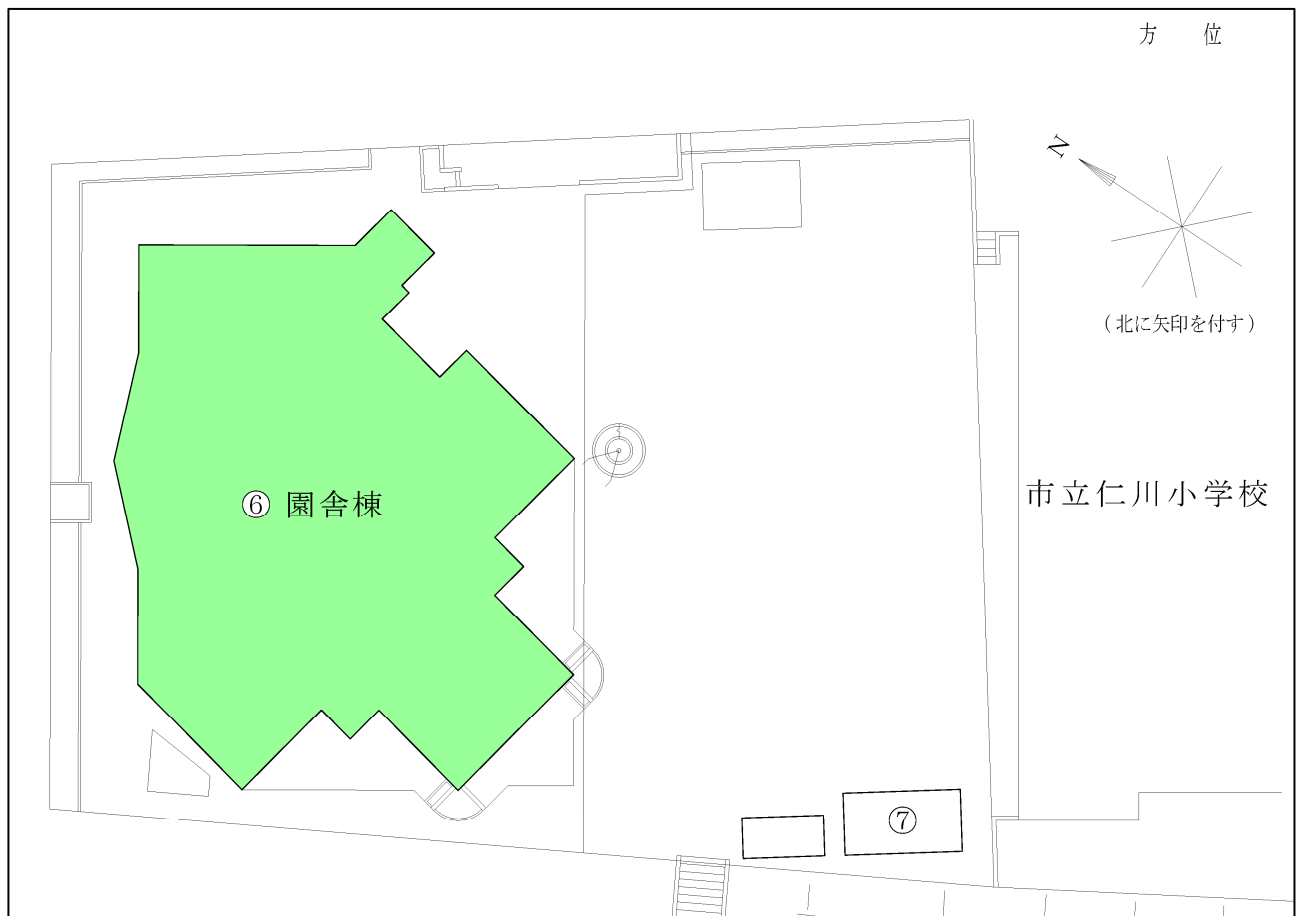 方　位
N
（北に矢印を付す）
⑥ 園舎棟
市立仁川小学校
⑦